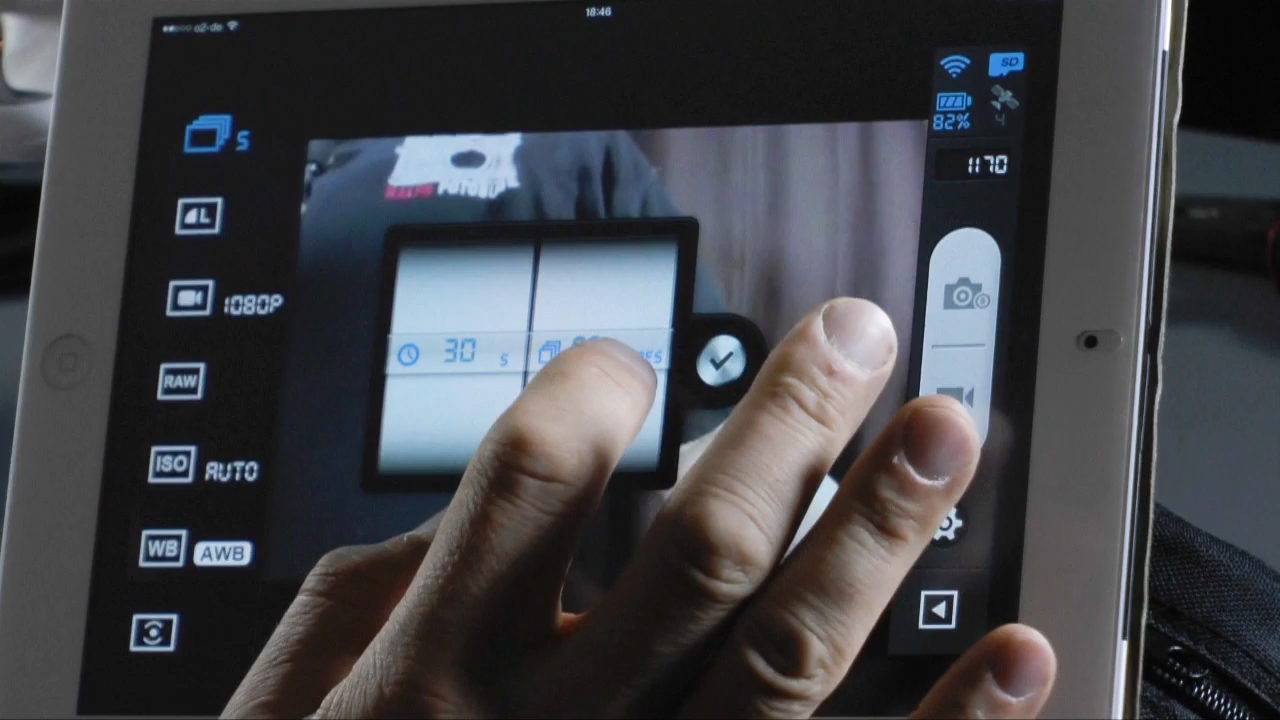 o2-de
18:46
S
SD
82%
4
1170
L
1080P
30 s
RAW
ISO AUTO
WB AWB